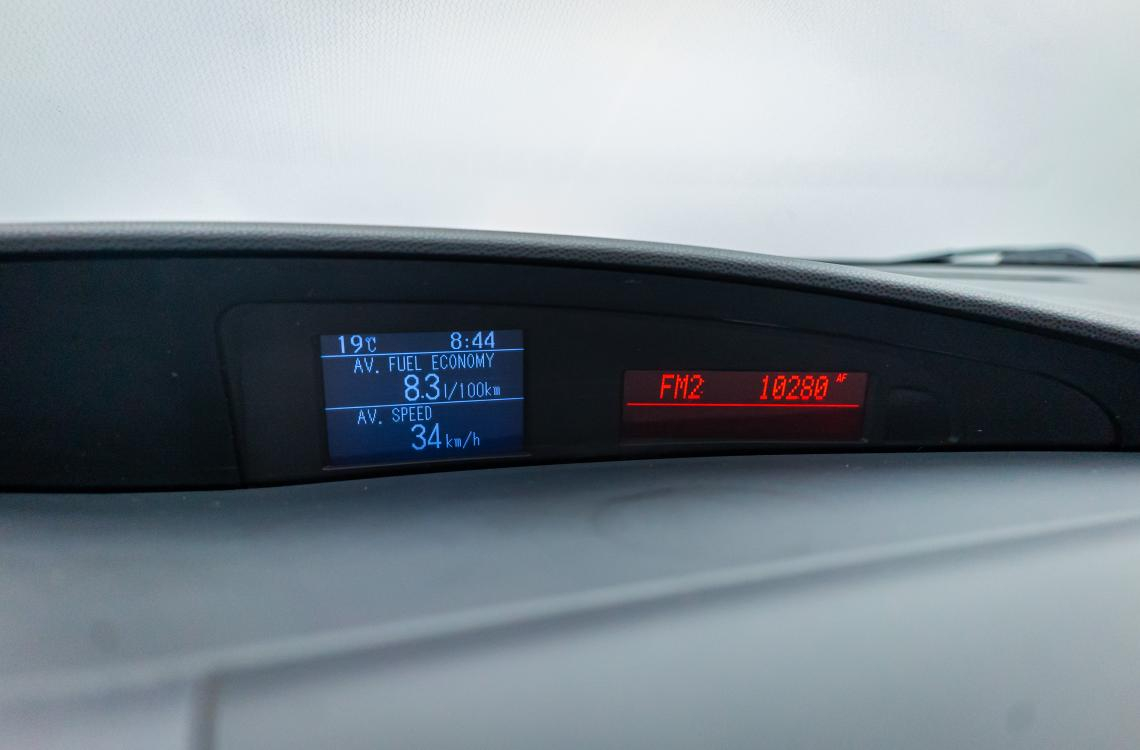 19℃ 8:44
AV. FUEL ECONOMY
8.3 l/100km
AV. SPEED
34 km/h
FM2 10280 AF